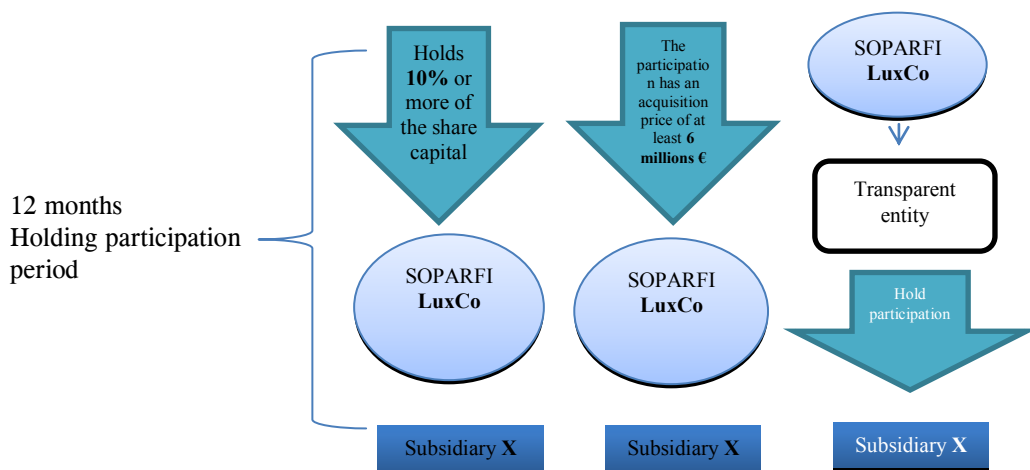 12 months
Holding participation
period
Holds
10% or
more of
the share
capital
SOPARFI
LuxCo
Subsidiary X
The
participatio
n has an
acquisition
price of at
least 6
millions €
SOPARFI
LuxCo
Subsidiary X
SOPARFI
LuxCo
Transparent
entity
Hold
participation
Subsidiary X